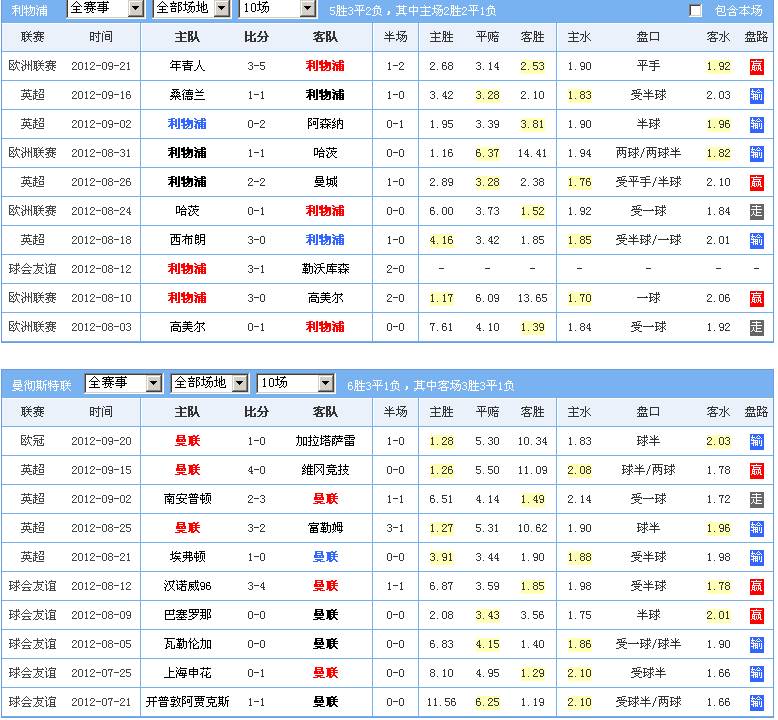 利物浦 全赛事 全部场地 10场 5胜3平2负，其中主场2胜2平1负 包含本场
联赛 时间 主队 比分 客队 半场 主胜 平赔 客胜 主水 盘口 客水 盘路
欧洲联赛 2012-09-21 年青人 3-5 利物浦 1-2 2.68 3.14 2.53 1.90 平手 1.92 赢
英超 2012-09-16 桑德兰 1-1 利物浦 1-0 3.42 3.28 2.10 1.83 受半球 2.03 输
英超 2012-09-02 利物浦 0-2 阿森纳 0-1 1.95 3.39 3.81 1.90 半球 1.96 输
欧洲联赛 2012-08-31 利物浦 1-1 哈茨 0-0 1.16 6.37 14.41 1.94 两球/两球半 1.82 输
英超 2012-08-26 利物浦 2-2 曼城 1-0 2.89 3.28 2.38 1.76 受平手/半球 2.10 赢
欧洲联赛 2012-08-24 哈茨 0-1 利物浦 0-0 6.00 3.73 1.52 1.92 受一球 1.84 走
英超 2012-08-18 西布朗 3-0 利物浦 1-0 4.16 3.42 1.85 1.85 受半球/一球 2.01 输
球会友谊 2012-08-12 利物浦 3-1 勒沃库森 2-0 - - - - - -
欧洲联赛 2012-08-10 利物浦 3-0 高美尔 2-0 1.17 6.09 13.65 1.70 一球 2.06 赢
欧洲联赛 2012-08-03 高美尔 0-1 利物浦 0-0 7.61 4.10 1.39 1.84 受一球 1.92 走
曼彻斯特联 全赛事 全部场地 10场 6胜3平1负，其中客场3胜3平1负
联赛 时间 主队 比分 客队 半场 主胜 平赔 客胜 主水 盘口 客水 盘路
欧冠 2012-09-20 曼联 1-0 加拉塔萨雷 1-0 1.28 5.30 10.34 1.83 球半 2.03 输
英超 2012-09-15 曼联 4-0 维冈竞技 0-0 1.26 5.50 11.09 2.08 球半/两球 1.78 赢
英超 2012-09-02 南安普顿 2-3 曼联 1-1 6.51 4.14 1.49 2.14 受一球 1.72 走
英超 2012-08-25 曼联 3-2 富勒姆 3-1 1.27 5.31 10.62 1.90 球半 1.96 输
英超 2012-08-21 埃弗顿 1-0 曼联 0-0 3.91 3.44 1.90 1.88 受半球 1.98 输
球会友谊 2012-08-12 汉诺威96 3-4 曼联 1-1 6.87 3.59 1.85 1.98 受半球 1.78 赢
球会友谊 2012-08-09 巴塞罗那 0-0 曼联 0-0 2.08 3.43 3.56 1.75 半球 2.01 赢
球会友谊 2012-08-05 瓦勒伦加 0-0 曼联 0-0 6.83 4.15 1.40 1.86 受一球/球半 1.90 输
球会友谊 2012-07-25 上海申花 0-1 曼联 0-0 8.10 4.95 1.29 2.10 受球半 1.66 输
球会友谊 2012-07-21 开普敦阿贾克斯 1-1 曼联 0-0 11.56 6.25 1.19 2.10 受球半/两球 1.66 输